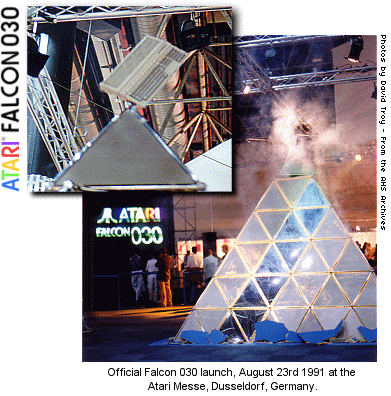 ATARI® FALCON030
Photos by David Troy - From the AHS Archives
ATARI
FALCON 030
Official Falcon 030 launch, August 23rd 1991 at the
Atari Messe, Dusseldorf, Germany.